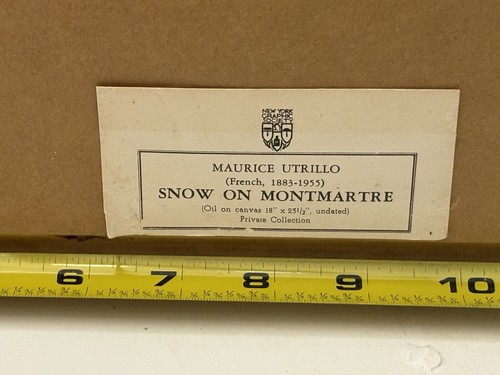 NEW YORK
GRAPHIC
SOCIETY
MAURICE UTRILLO
(French, 1883-1955)
SNOW ON MONTMARTRE
(Oil on canvas 18" x 23½", undated)
Private Collection
6 7 8 9 10